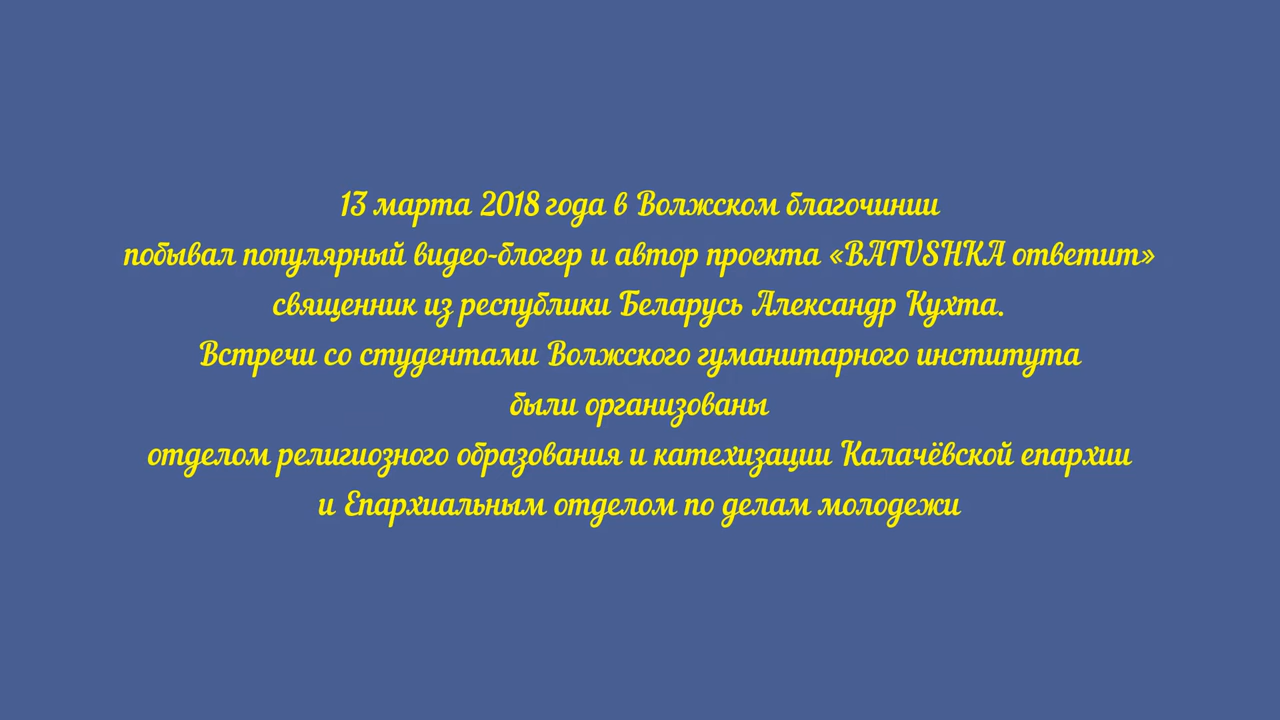 13 марта 2018 года в Волжском благочинии
побывал популярный видео-блогер и автор проекта «BATUSHKA ответит»
священник из республики Беларусь Александр Кухта.
Встречи со студентами Волжского гуманитарного института
были организованы
отделом религиозного образования и катехизации Калачёвской епархии
и Епархиальным отделом по делам молодежи